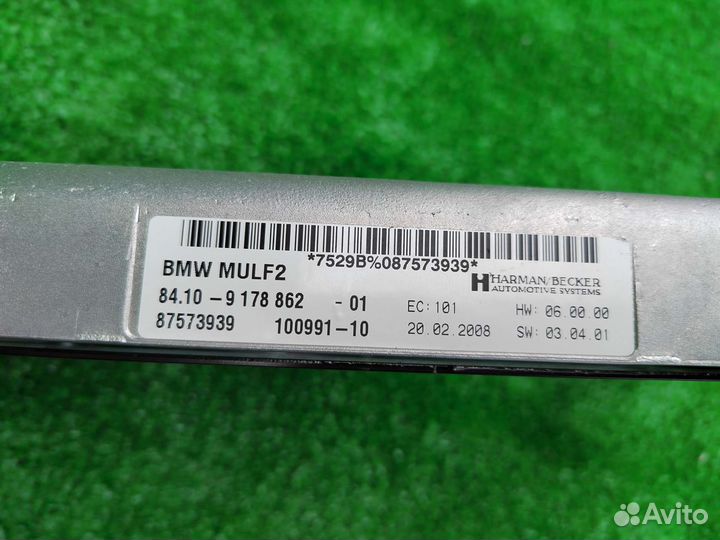 *7529B%087573939*
BMW MULF2
HARMAN/BECKER
AUTOMOTIVE SYSTEMS
84.10 - 9 178 862 - 01 EC: 101 HW: 06.00.00
87573939 100991-10 20.02.2008 SW: 03.04.01
Avito